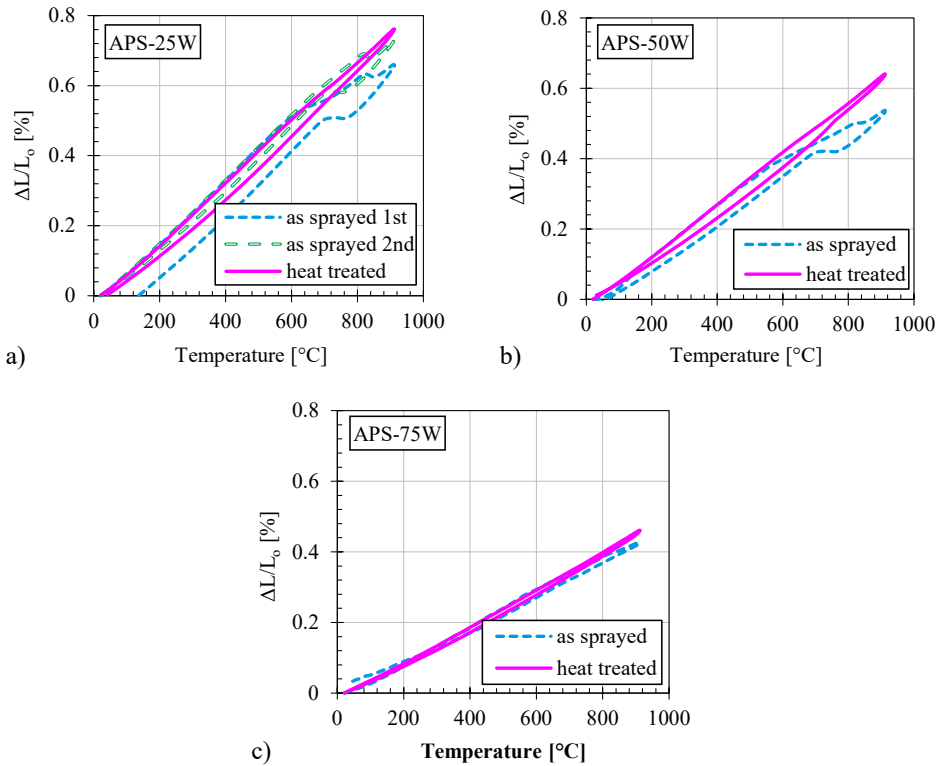 APS-25W
0.8
0.6
0.4
0.2
0
ΔL/Lo [%]
as sprayed 1st
as sprayed 2nd
heat treated
0 200 400 600 800 1000
Temperature [°C]
a)
APS-50W
0.8
0.6
0.4
0.2
0
ΔL/Lo [%]
as sprayed
heat treated
0 200 400 600 800 1000
Temperature [°C]
b)
APS-75W
0.8
0.6
0.4
0.2
0
ΔL/Lo [%]
as sprayed
heat treated
0 200 400 600 800 1000
Temperature [°C]
c)